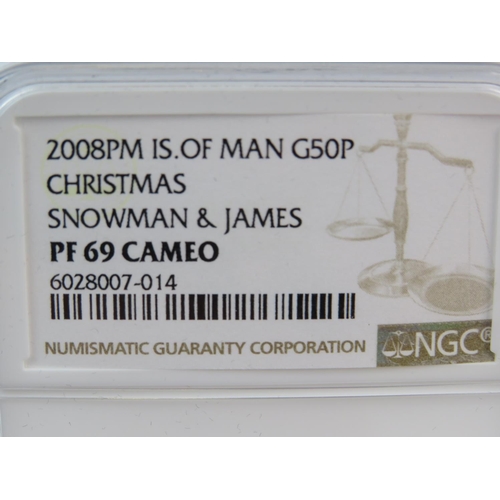 2008PM IS.OF MAN G50P
CHRISTMAS
SNOWMAN & JAMES
PF 69 CAMEO
6028007-014
NUMISMATIC GUARANTY CORPORATION
NGC®